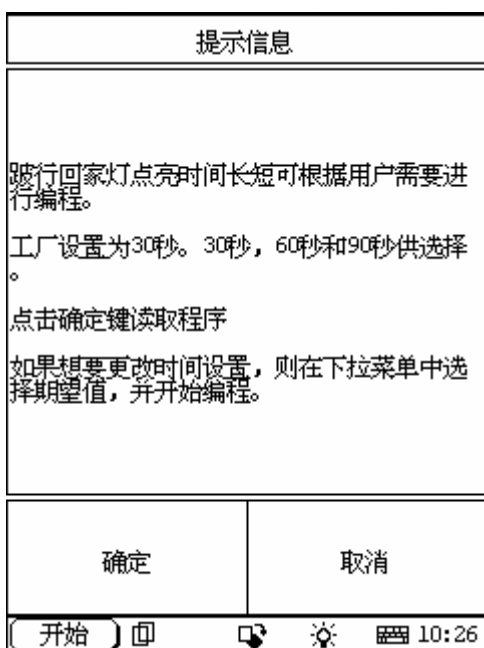 提示信息
跛行回家灯点亮时间长短可根据用户需要进
行编程。
工厂设置为30秒。30秒，60秒和90秒供选择
。
点击确定键读取程序
如果想要更改时间设置，则在下拉菜单中选
择期望值，并开始编程。
确定
取消
开始
10:26